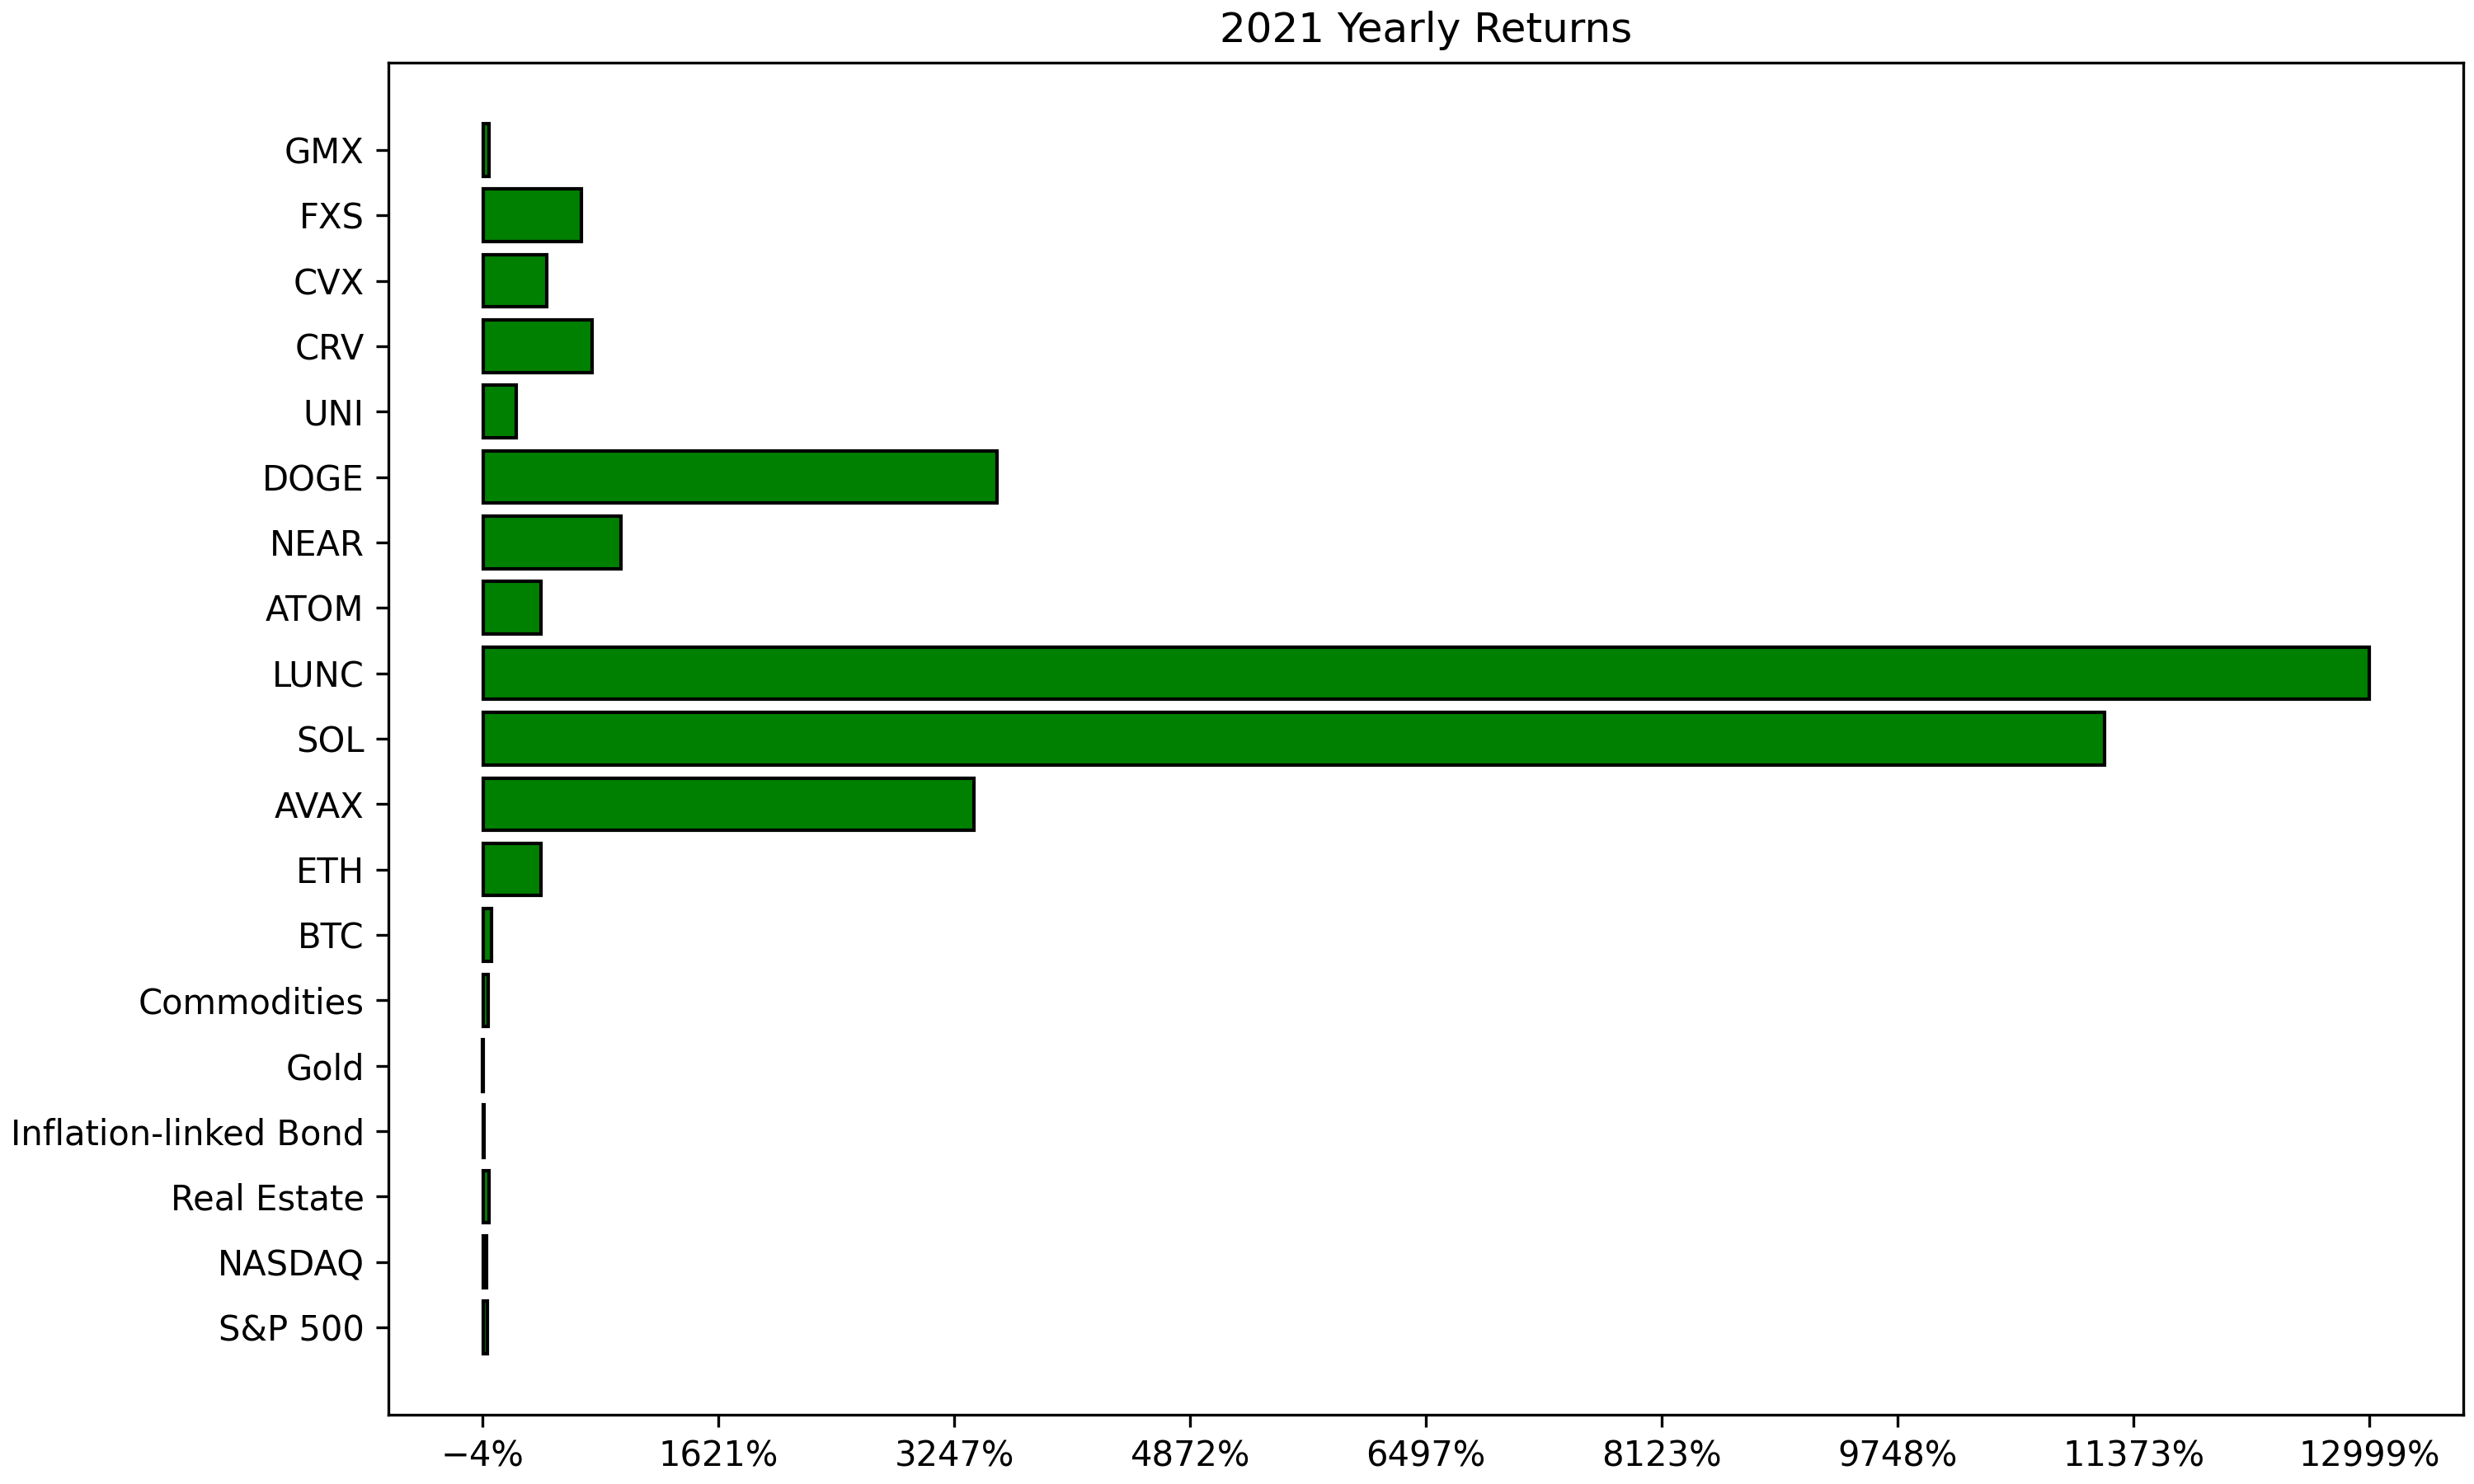 2021 Yearly Returns
GMX
FXS
CVX
CRV
UNI
DOGE
NEAR
ATOM
LUNC
SOL
AVAX
ETH
BTC
Commodities
Gold
Inflation-linked Bond
Real Estate
NASDAQ
S&P 500
−4% 1621% 3247% 4872% 6497% 8123% 9748% 11373% 12999%